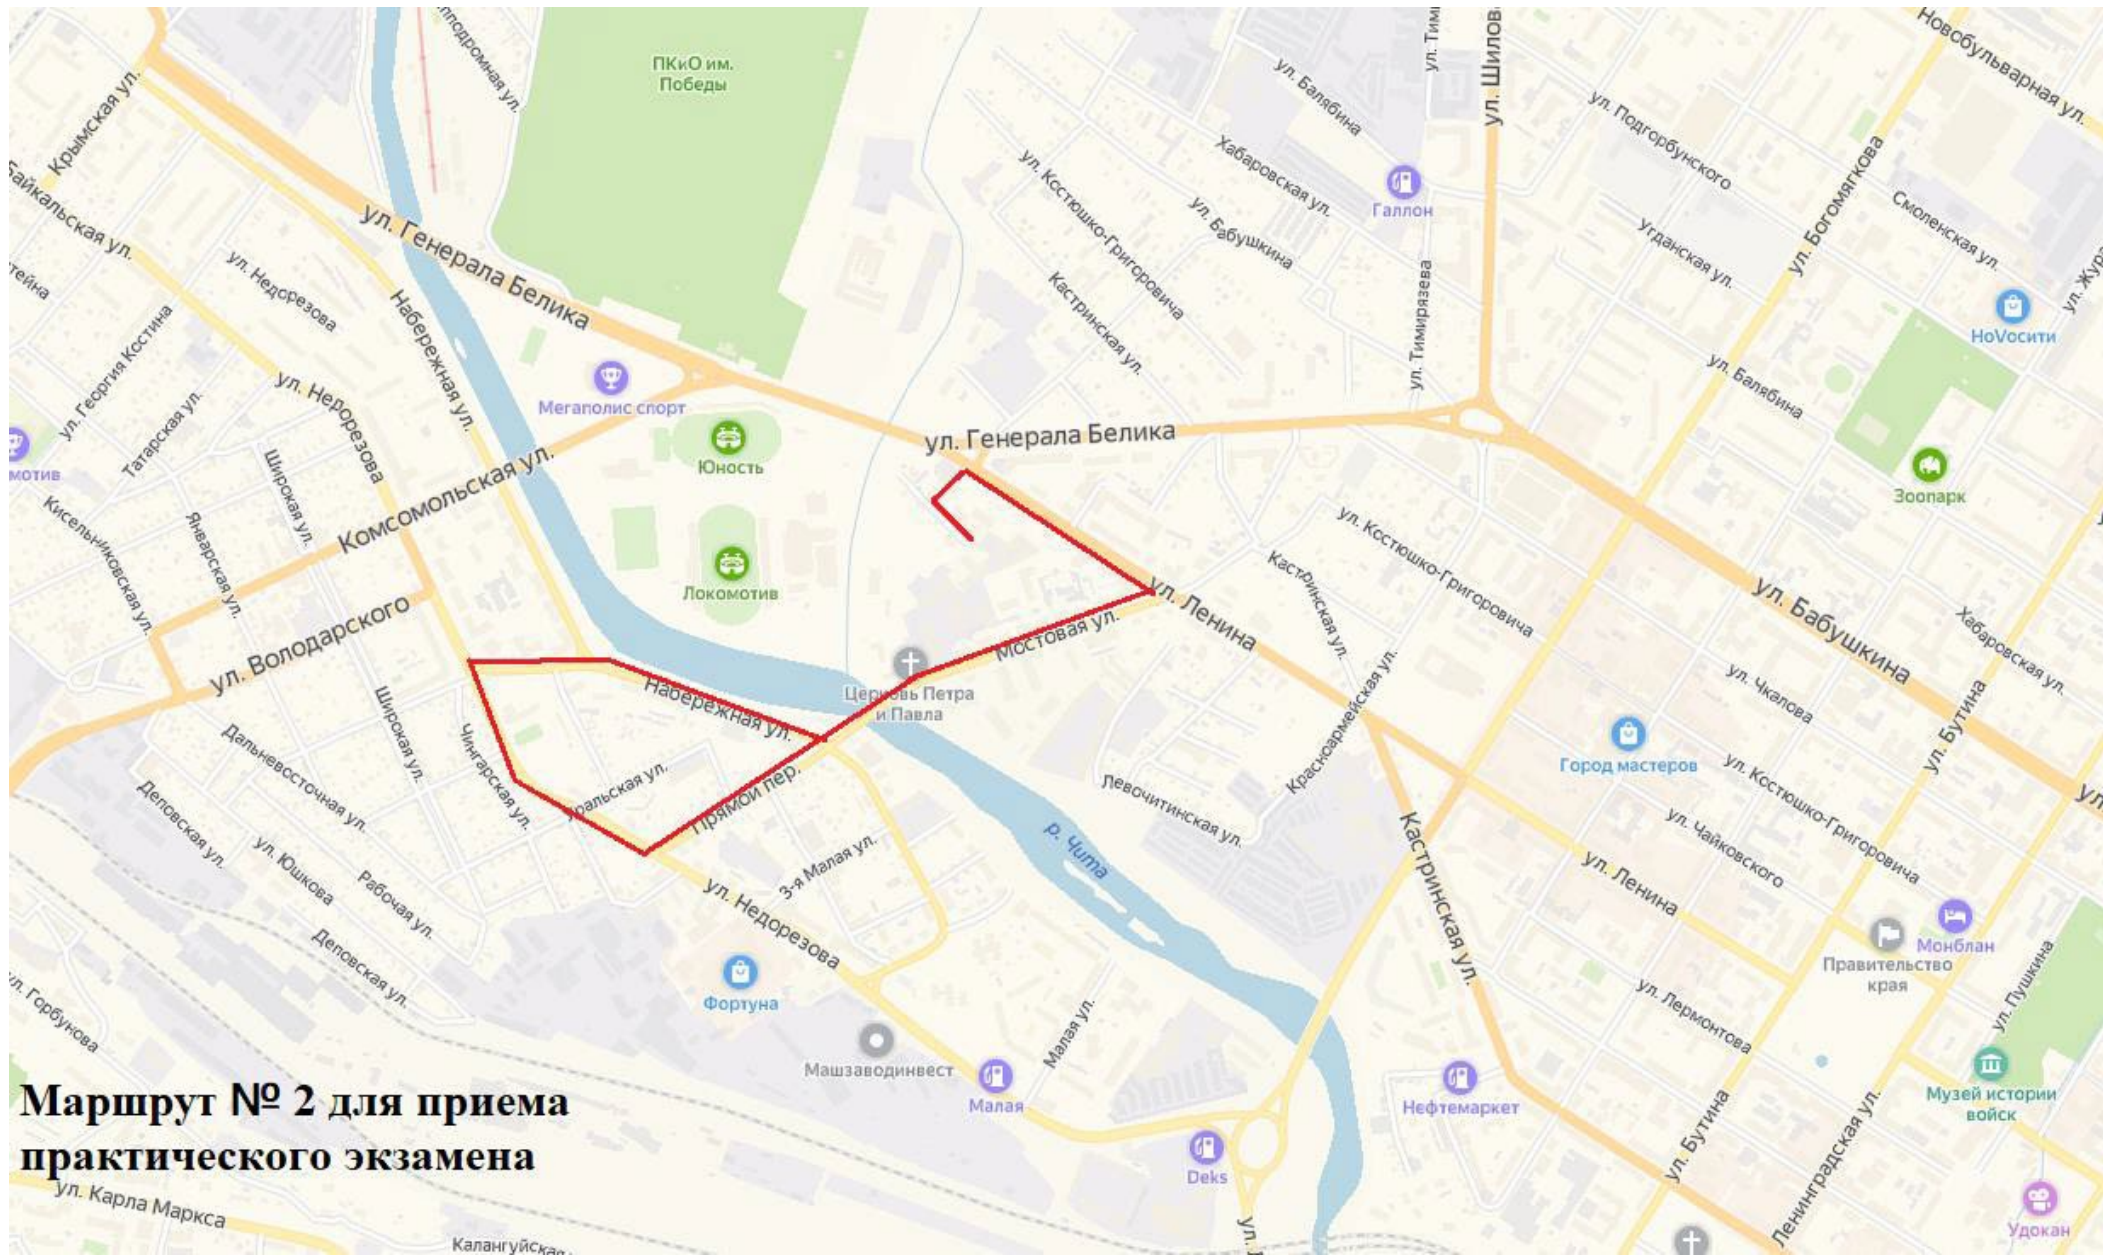 ПКиО им.
Победы
Крымская ул.
Байкальская ул.
ул. Генерала Белика
ул. Недорезова
Набережная ул.
ул. Георгия Костина
Татарская ул.
ул. Недорезова
Мегаполис спорт
Юность
Локомотив
Комсомольская ул.
Широкая ул.
Январская ул.
Кисельниковская ул.
ул. Володарского
ул. Балябина
Хабаровская ул.
ул. Бабушкина
ул. Костюшко-Григоровича
Кастринская ул.
Галлон
ул. Тимирязева
ул. Шилов
ул. Подгорбунского
Новобульварная ул.
ул. Богомягкова
Смоленская ул.
Угданская ул.
НоVосити
ул. Балябина
Зоопарк
ул. Генерала Белика
ул. Костюшко-Григоровича
Кастринская ул.
ул. Ленина
Мостовая ул.
ул. Бабушкина
Хабаровская ул.
ул. Чкалова
ул. Бутина
Церковь Петра
и Павла
Набережная ул.
Красноармейская ул.
Город мастеров
ул. Костюшко-Григоровича
Широкая ул.
Чингарская ул.
Дальневосточная ул.
Деповская ул.
Прямой пер.
Левочитинская ул.
р. Чита
Кастринская ул.
ул. Чайковского
ул. Ленина
ул. Юшкова
Рабочая ул.
3-я Малая ул.
ул. Недорезова
Монблан
Правительство
края
ул. Пушкина
Деповская ул.
Фортуна
ул. Лермонтова
ул. Горбунова
Машзаводинвест
Малая ул.
Малая
Нефтемаркет
Музей истории
войск
Маршрут № 2 для приема
практического экзамена
ул. Бутина
Ленинградская ул.
Deks
ул. Карла Маркса
Удокан